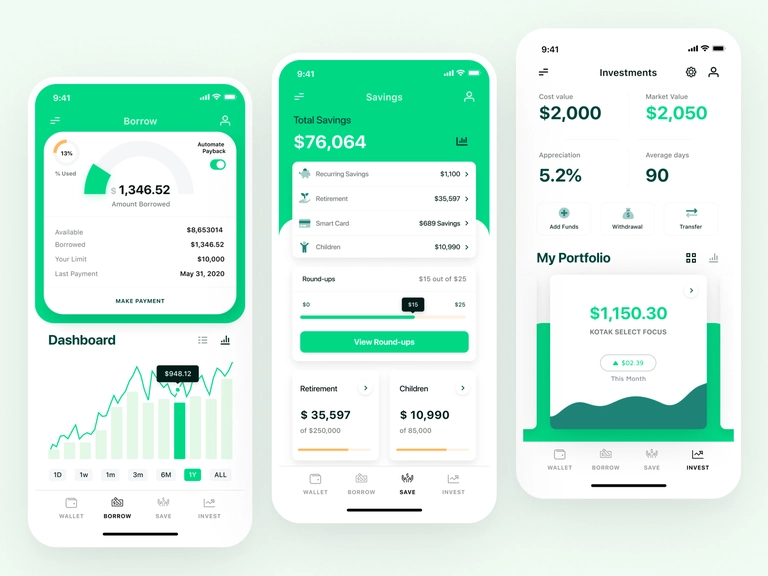 9:41
Borrow
13%
% Used
Automate
Payback
$ 1,346.52
Amount Borrowed
Available $8,653014
Borrowed $1,346.52
Your Limit $10,000
Last Payment May 31, 2020
MAKE PAYMENT
Dashboard
$948.12
1D 1w 1m 3m 6M 1Y ALL
WALLET BORROW SAVE INVEST
9:41
Savings
Total Savings
$76,064
Recurring Savings $1,100
Retirement $35,597
Smart Card $689 Savings
Children $10,990
Round-ups $15 out of $25
$0 $15 $25
View Round-ups
Retirement Children
$ 35,597 $ 10,990
of $250,000 of 85,000
WALLET BORROW SAVE INVEST
9:41
Investments
Cost value Market Value
$2,000 $2,050
Appreciation Average days
5.2% 90
Add Funds Withdrawal Transfer
My Portfolio
$1,150.30
KOTAK SELECT FOCUS
$02.39
This Month
WALLET BORROW SAVE INVEST